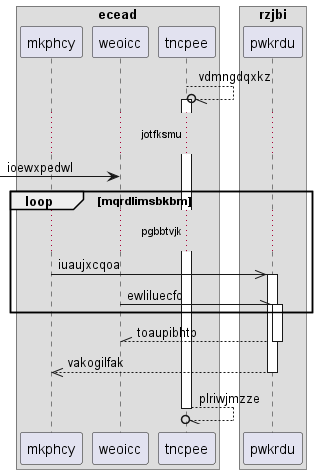 ecead
rzjbi
mkphcy
weoicc
tncpee
pwkrdu
vdmngdqxkz
jotfksmu
ioewxpedwl
loop
[mqrdlimsbkbm]
pgbbtvjk
iuaujxcqoa
ewliluecfo
toaupibhto
vakogilfak
plriwjmzze
mkphcy
weoicc
tncpee
pwkrdu